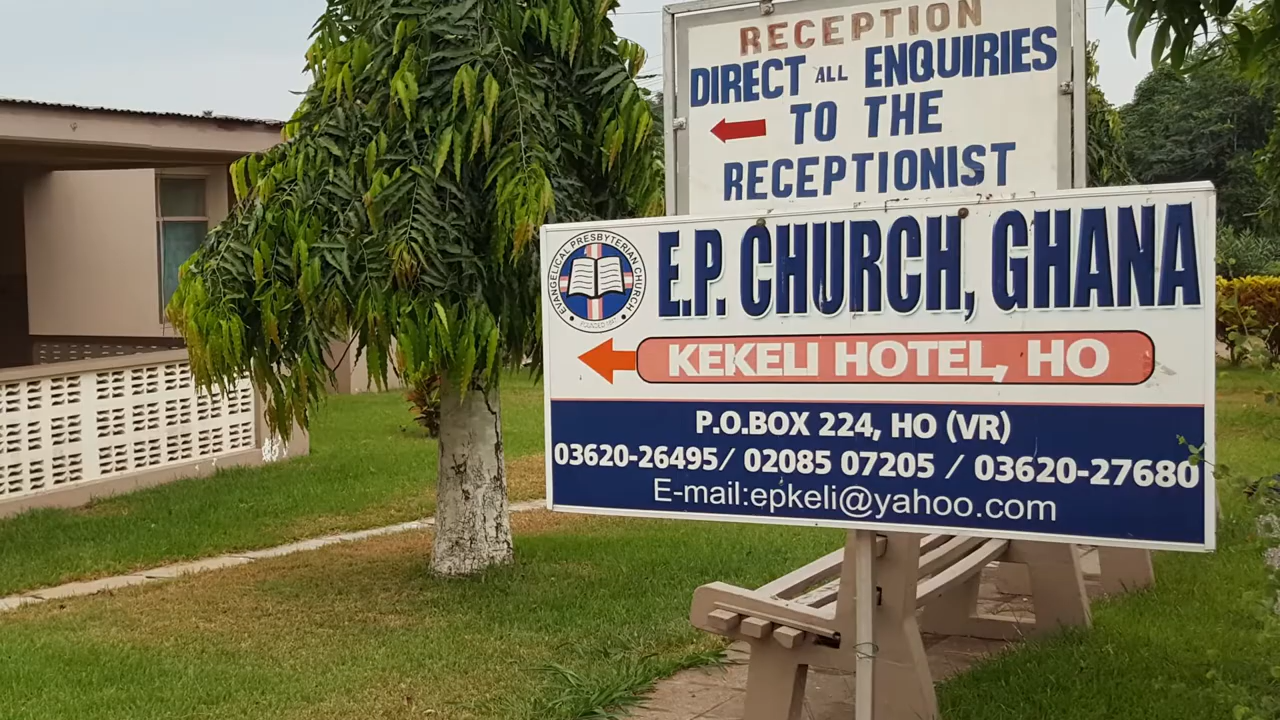 RECEPTION
DIRECT ALL ENQUIRIES
TO THE
RECEPTIONIST
EVANGELICAL PRESBYTERIAN CHURCH
E.P. CHURCH, GHANA
KEKELI HOTEL, HO
P.O.BOX 224, HO (VR)
03620-26495/ 02085 07205 / 03620-27680
E-mail:epkeli@yahoo.com